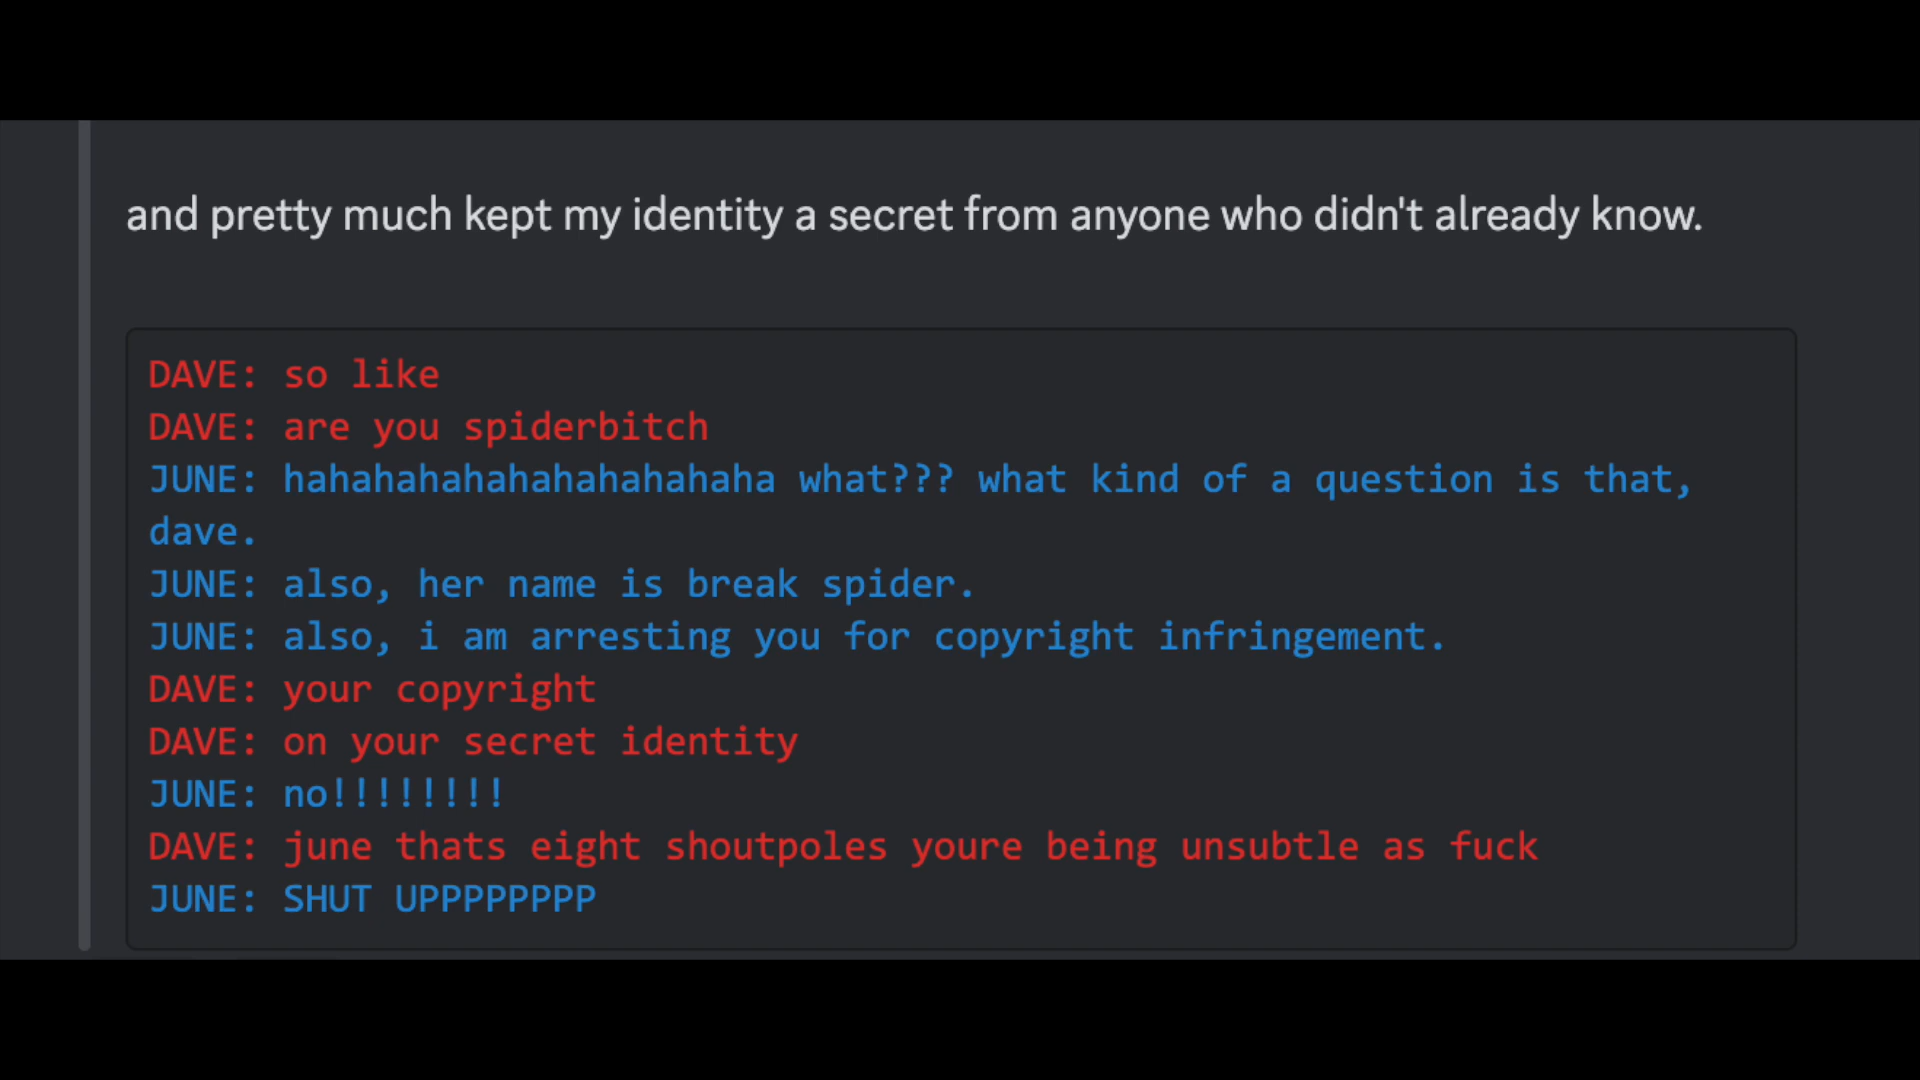 and pretty much kept my identity a secret from anyone who didn't already know.
DAVE: so like
DAVE: are you spiderbitch
JUNE: hahahahahahahahahahaha what??? what kind of a question is that,
dave.
JUNE: also, her name is break spider.
JUNE: also, i am arresting you for copyright infringement.
DAVE: your copyright
DAVE: on your secret identity
JUNE: no!!!!!!!!
DAVE: june thats eight shoutpoles youre being unsubtle as fuck
JUNE: SHUT UPPPPPPPP